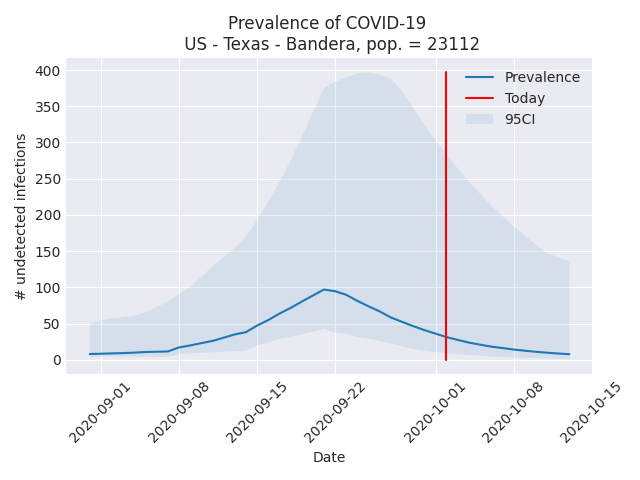 Prevalence of COVID-19
US - Texas - Bandera, pop. = 23112
400
350
300
250
200
150
100
50
0
# undetected infections
Prevalence
Today
95CI
2020-09-01
2020-09-08
2020-09-15
2020-09-22
2020-10-01
2020-10-08
2020-10-15
Date